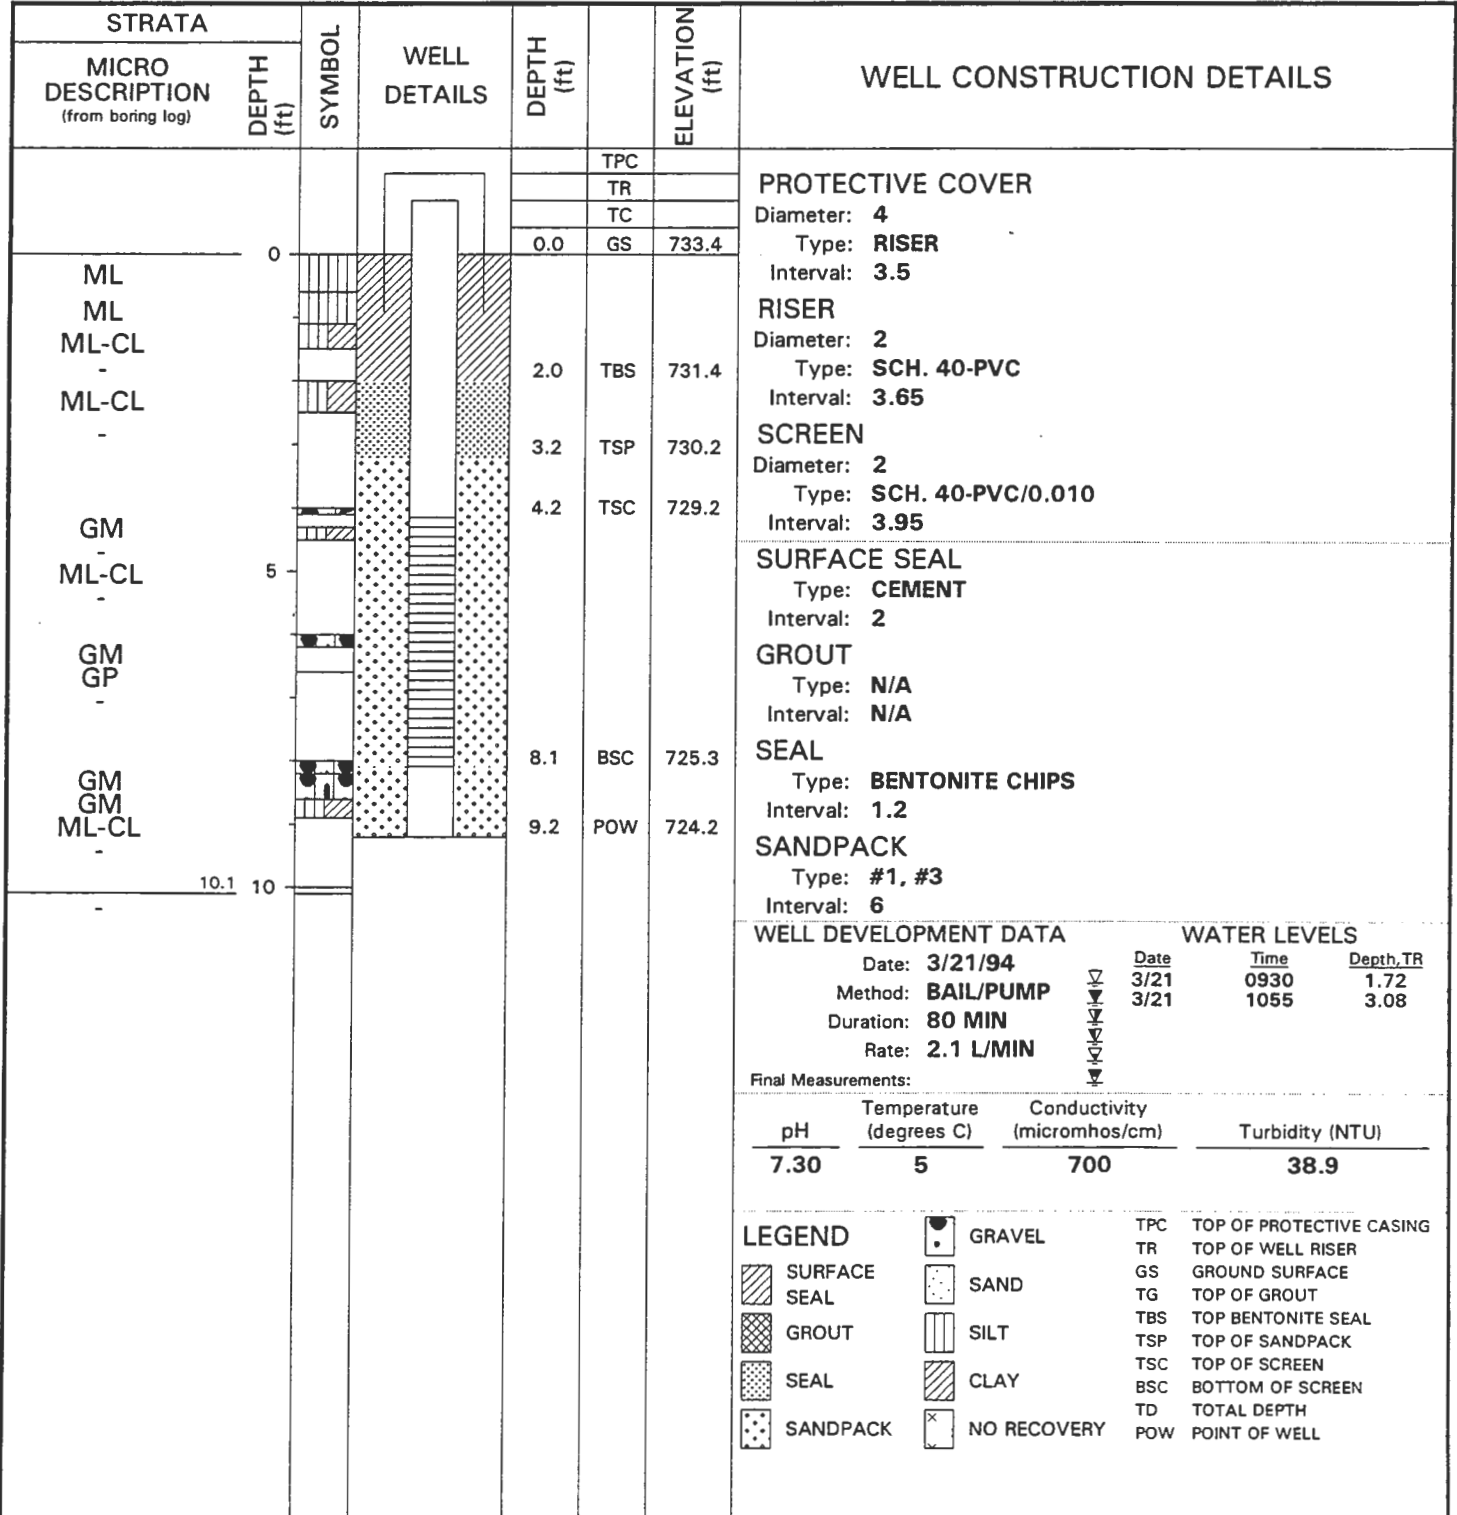 STRATA
MICRO
DESCRIPTION
(from boring log)
DEPTH
(ft)
SYMBOL
WELL
DETAILS
DEPTH
(ft)
ELEVATION
(ft)
WELL CONSTRUCTION DETAILS
TPC
TR
TC
0.0 GS 733.4
0
ML
ML
ML-CL
-
2.0 TBS 731.4
ML-CL
-
3.2 TSP 730.2
4.2 TSC 729.2
GM
-
ML-CL
5
-
GM
GP
-
8.1 BSC 725.3
GM
GM
ML-CL
9.2 POW 724.2
-
10.1 10
-
PROTECTIVE COVER
Diameter: 4
Type: RISER
Interval: 3.5
RISER
Diameter: 2
Type: SCH. 40-PVC
Interval: 3.65
SCREEN
Diameter: 2
Type: SCH. 40-PVC/0.010
Interval: 3.95
SURFACE SEAL
Type: CEMENT
Interval: 2
GROUT
Type: N/A
Interval: N/A
SEAL
Type: BENTONITE CHIPS
Interval: 1.2
SANDPACK
Type: #1, #3
Interval: 6
WELL DEVELOPMENT DATA
Date: 3/21/94
Method: BAIL/PUMP
Duration: 80 MIN
Rate: 2.1 L/MIN
Final Measurements:
WATER LEVELS
Date Time Depth,TR
3/21 0930 1.72
3/21 1055 3.08
pH Temperature (degrees C) Conductivity (micromhos/cm) Turbidity (NTU)
7.30 5 700 38.9
LEGEND
SURFACE
SEAL
GROUT
SEAL
SANDPACK
GRAVEL
SAND
SILT
CLAY
NO RECOVERY
TPC TOP OF PROTECTIVE CASING
TR TOP OF WELL RISER
GS GROUND SURFACE
TG TOP OF GROUT
TBS TOP BENTONITE SEAL
TSP TOP OF SANDPACK
TSC TOP OF SCREEN
BSC BOTTOM OF SCREEN
TD TOTAL DEPTH
POW POINT OF WELL